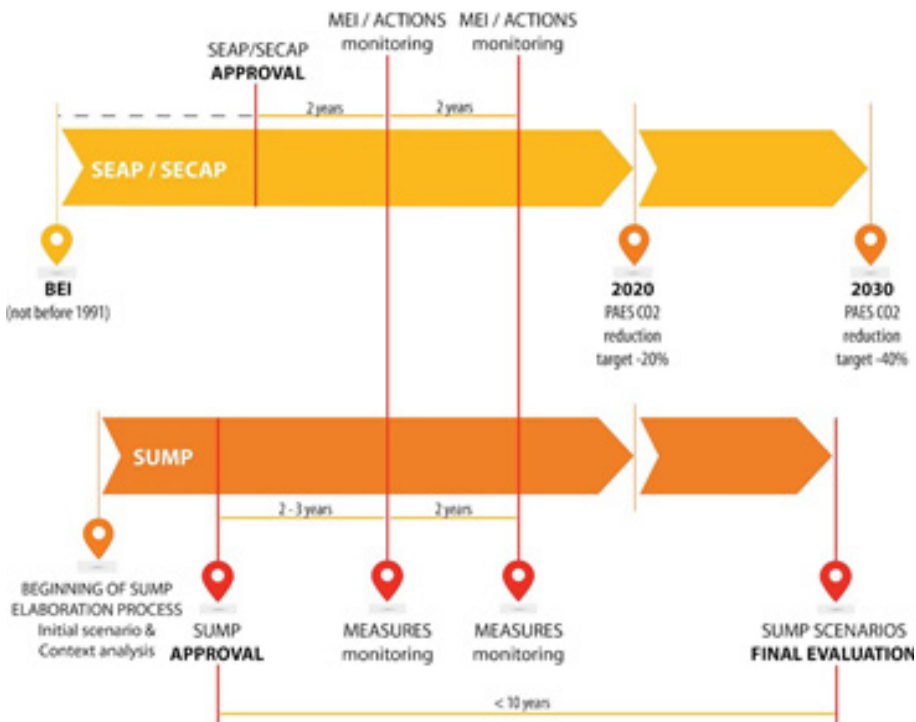 MEI / ACTIONS
monitoring
MEI / ACTIONS
monitoring
SEAP/SECAP
APPROVAL
2 years
2 years
SEAP / SECAP
BEI
(not before 1991)
2020
PAES CO2
reduction
target -20%
2030
PAES CO2
reduction
target -40%
SUMP
2 - 3 years
2 years
BEGINNING OF SUMP
ELABORATION PROCESS
Initial scenario &
Context analysis
SUMP
APPROVAL
MEASURES
monitoring
MEASURES
monitoring
SUMP SCENARIOS
FINAL EVALUATION
< 10 years